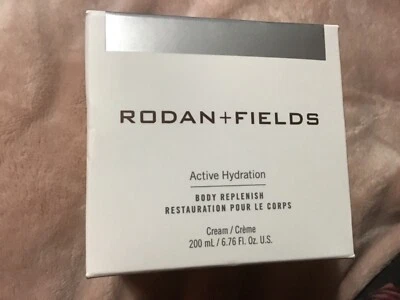 RODAN+FIELDS
Active Hydration
BODY REPLENISH
RESTAURATION POUR LE CORPS
Cream / Crème
200 mL / 6.76 Fl. Oz. U.S.